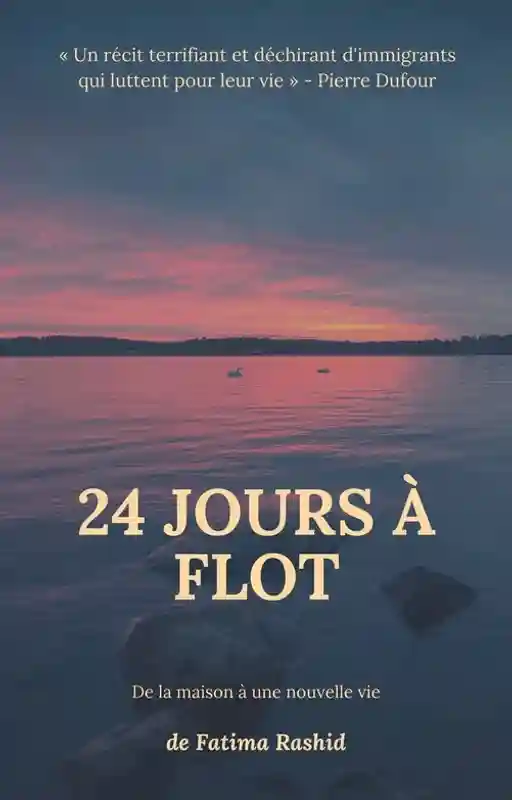 « Un récit terrifiant et déchirant d'immigrants
qui luttent pour leur vie » - Pierre Dufour
24 JOURS À
FLOT
De la maison à une nouvelle vie
de Fatima Rashid